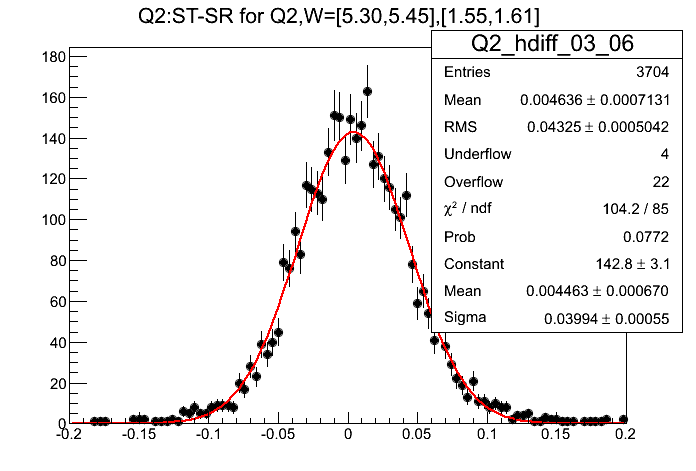 Q2:ST-SR for Q2,W=[5.30,5.45],[1.55,1.61]
Q2_hdiff_03_06
Entries 3704
Mean 0.004636 ± 0.0007131
RMS 0.04325 ± 0.0005042
Underflow 4
Overflow 22
χ² / ndf 104.2 / 85
Prob 0.0772
Constant 142.8 ± 3.1
Mean 0.004463 ± 0.000670
Sigma 0.03994 ± 0.00055
180
160
140
120
100
80
60
40
20
0
-0.2 -0.15 -0.1 -0.05 0 0.05 0.1 0.15 0.2